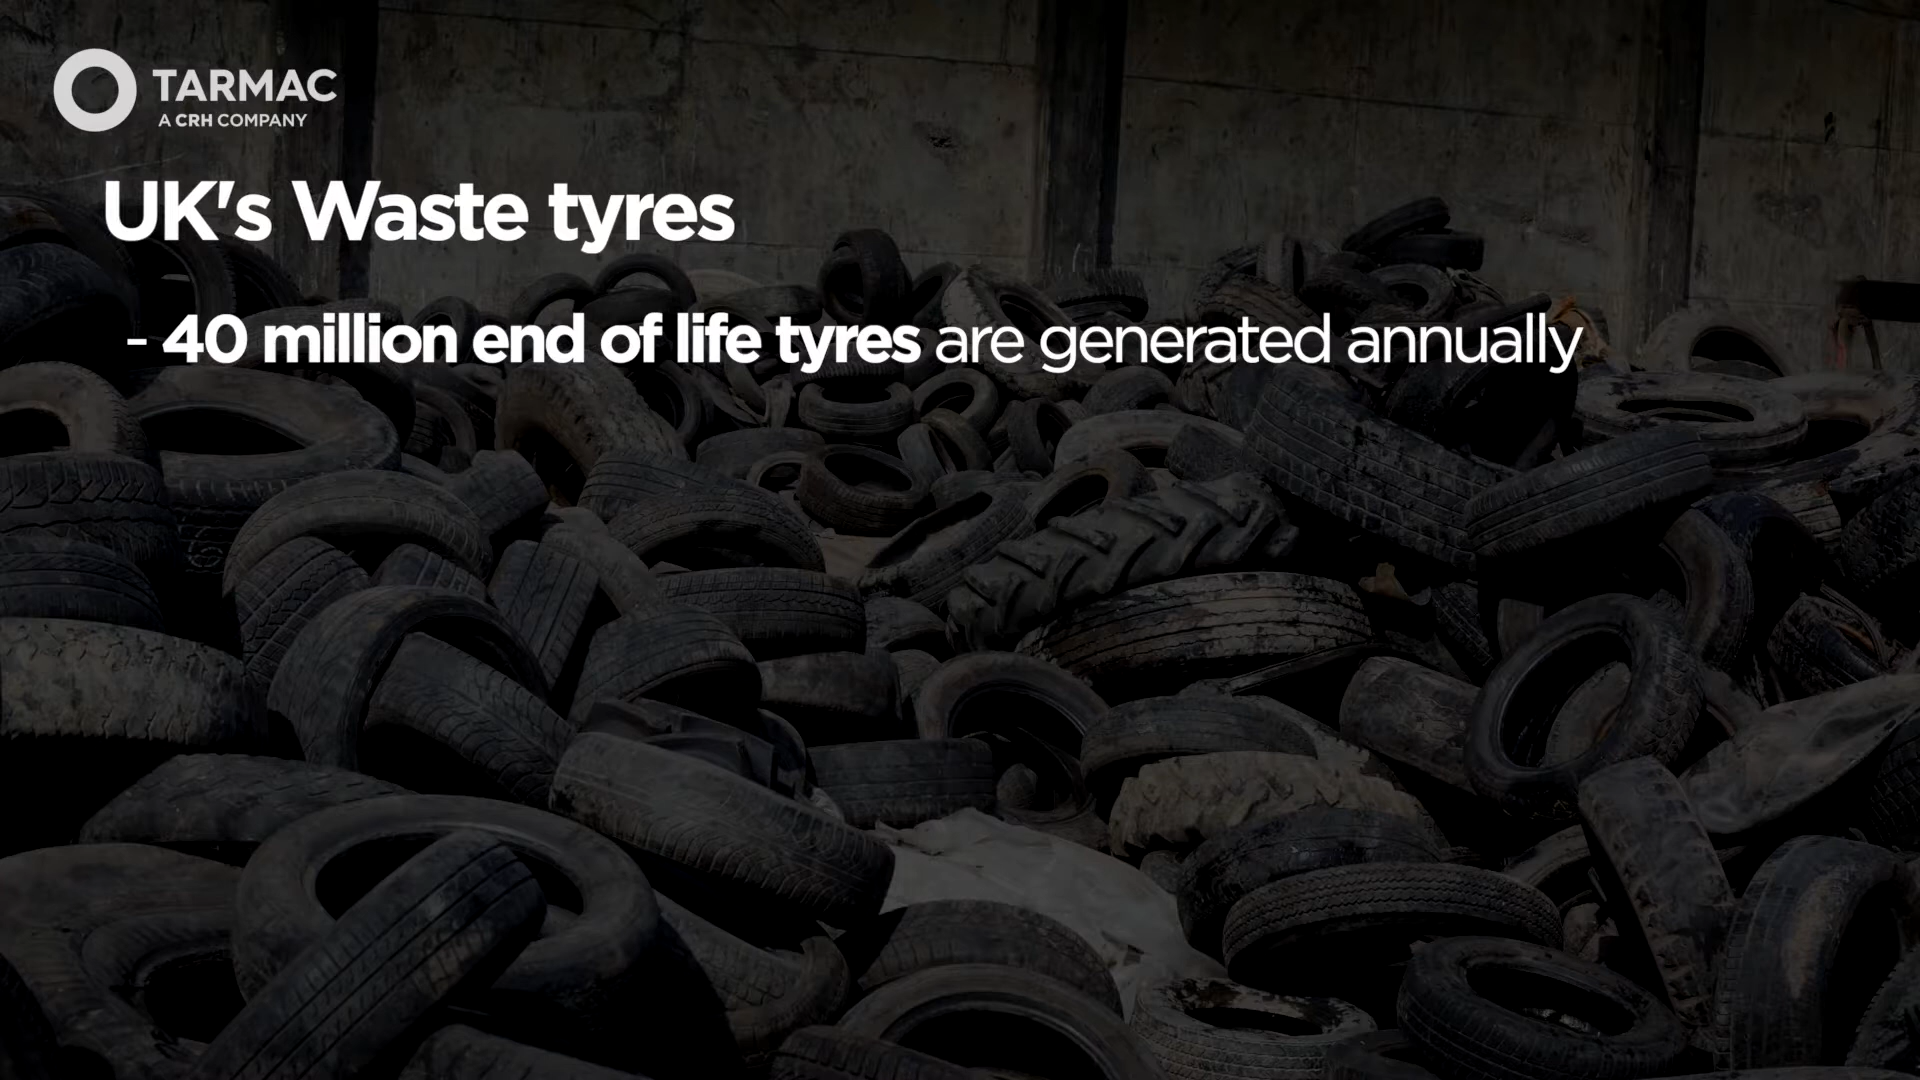 TARMAC
A CRH COMPANY
UK's Waste tyres
- 40 million end of life tyres are generated annually